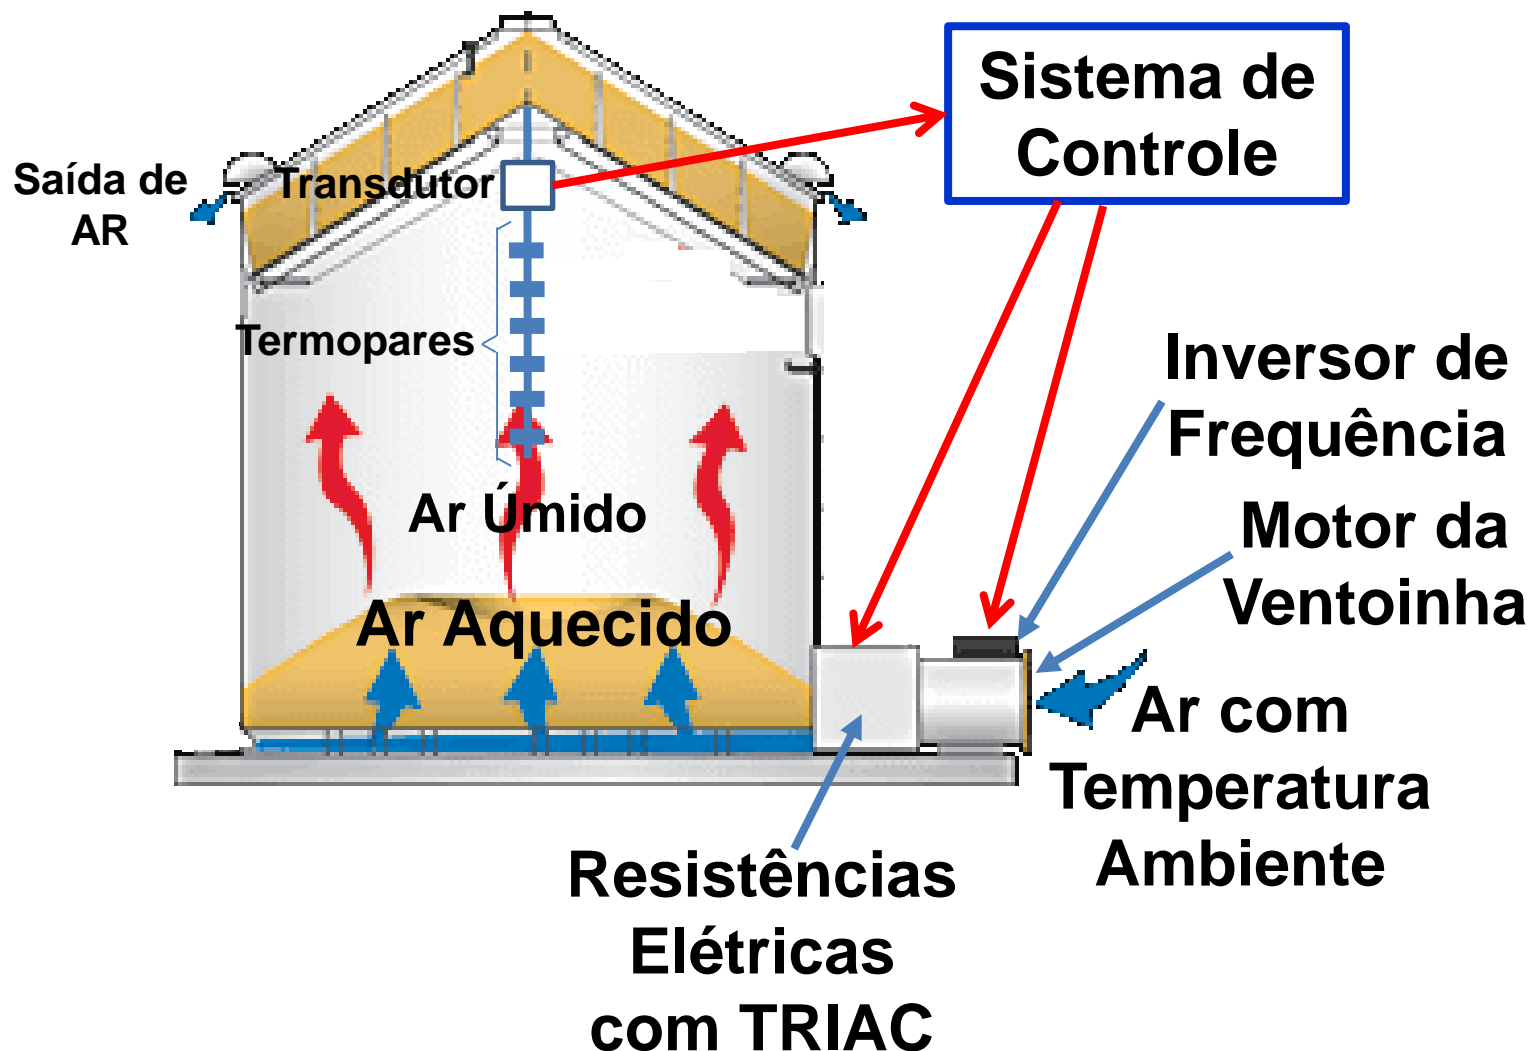 Sistema de
Controle
Saída de
AR
Transdutor
Termopares
Inversor de
Frequência
Ar Úmido
Motor da
Ventoinha
Ar Aquecido
Ar com
Temperatura
Ambiente
Resistências
Elétricas
com TRIAC